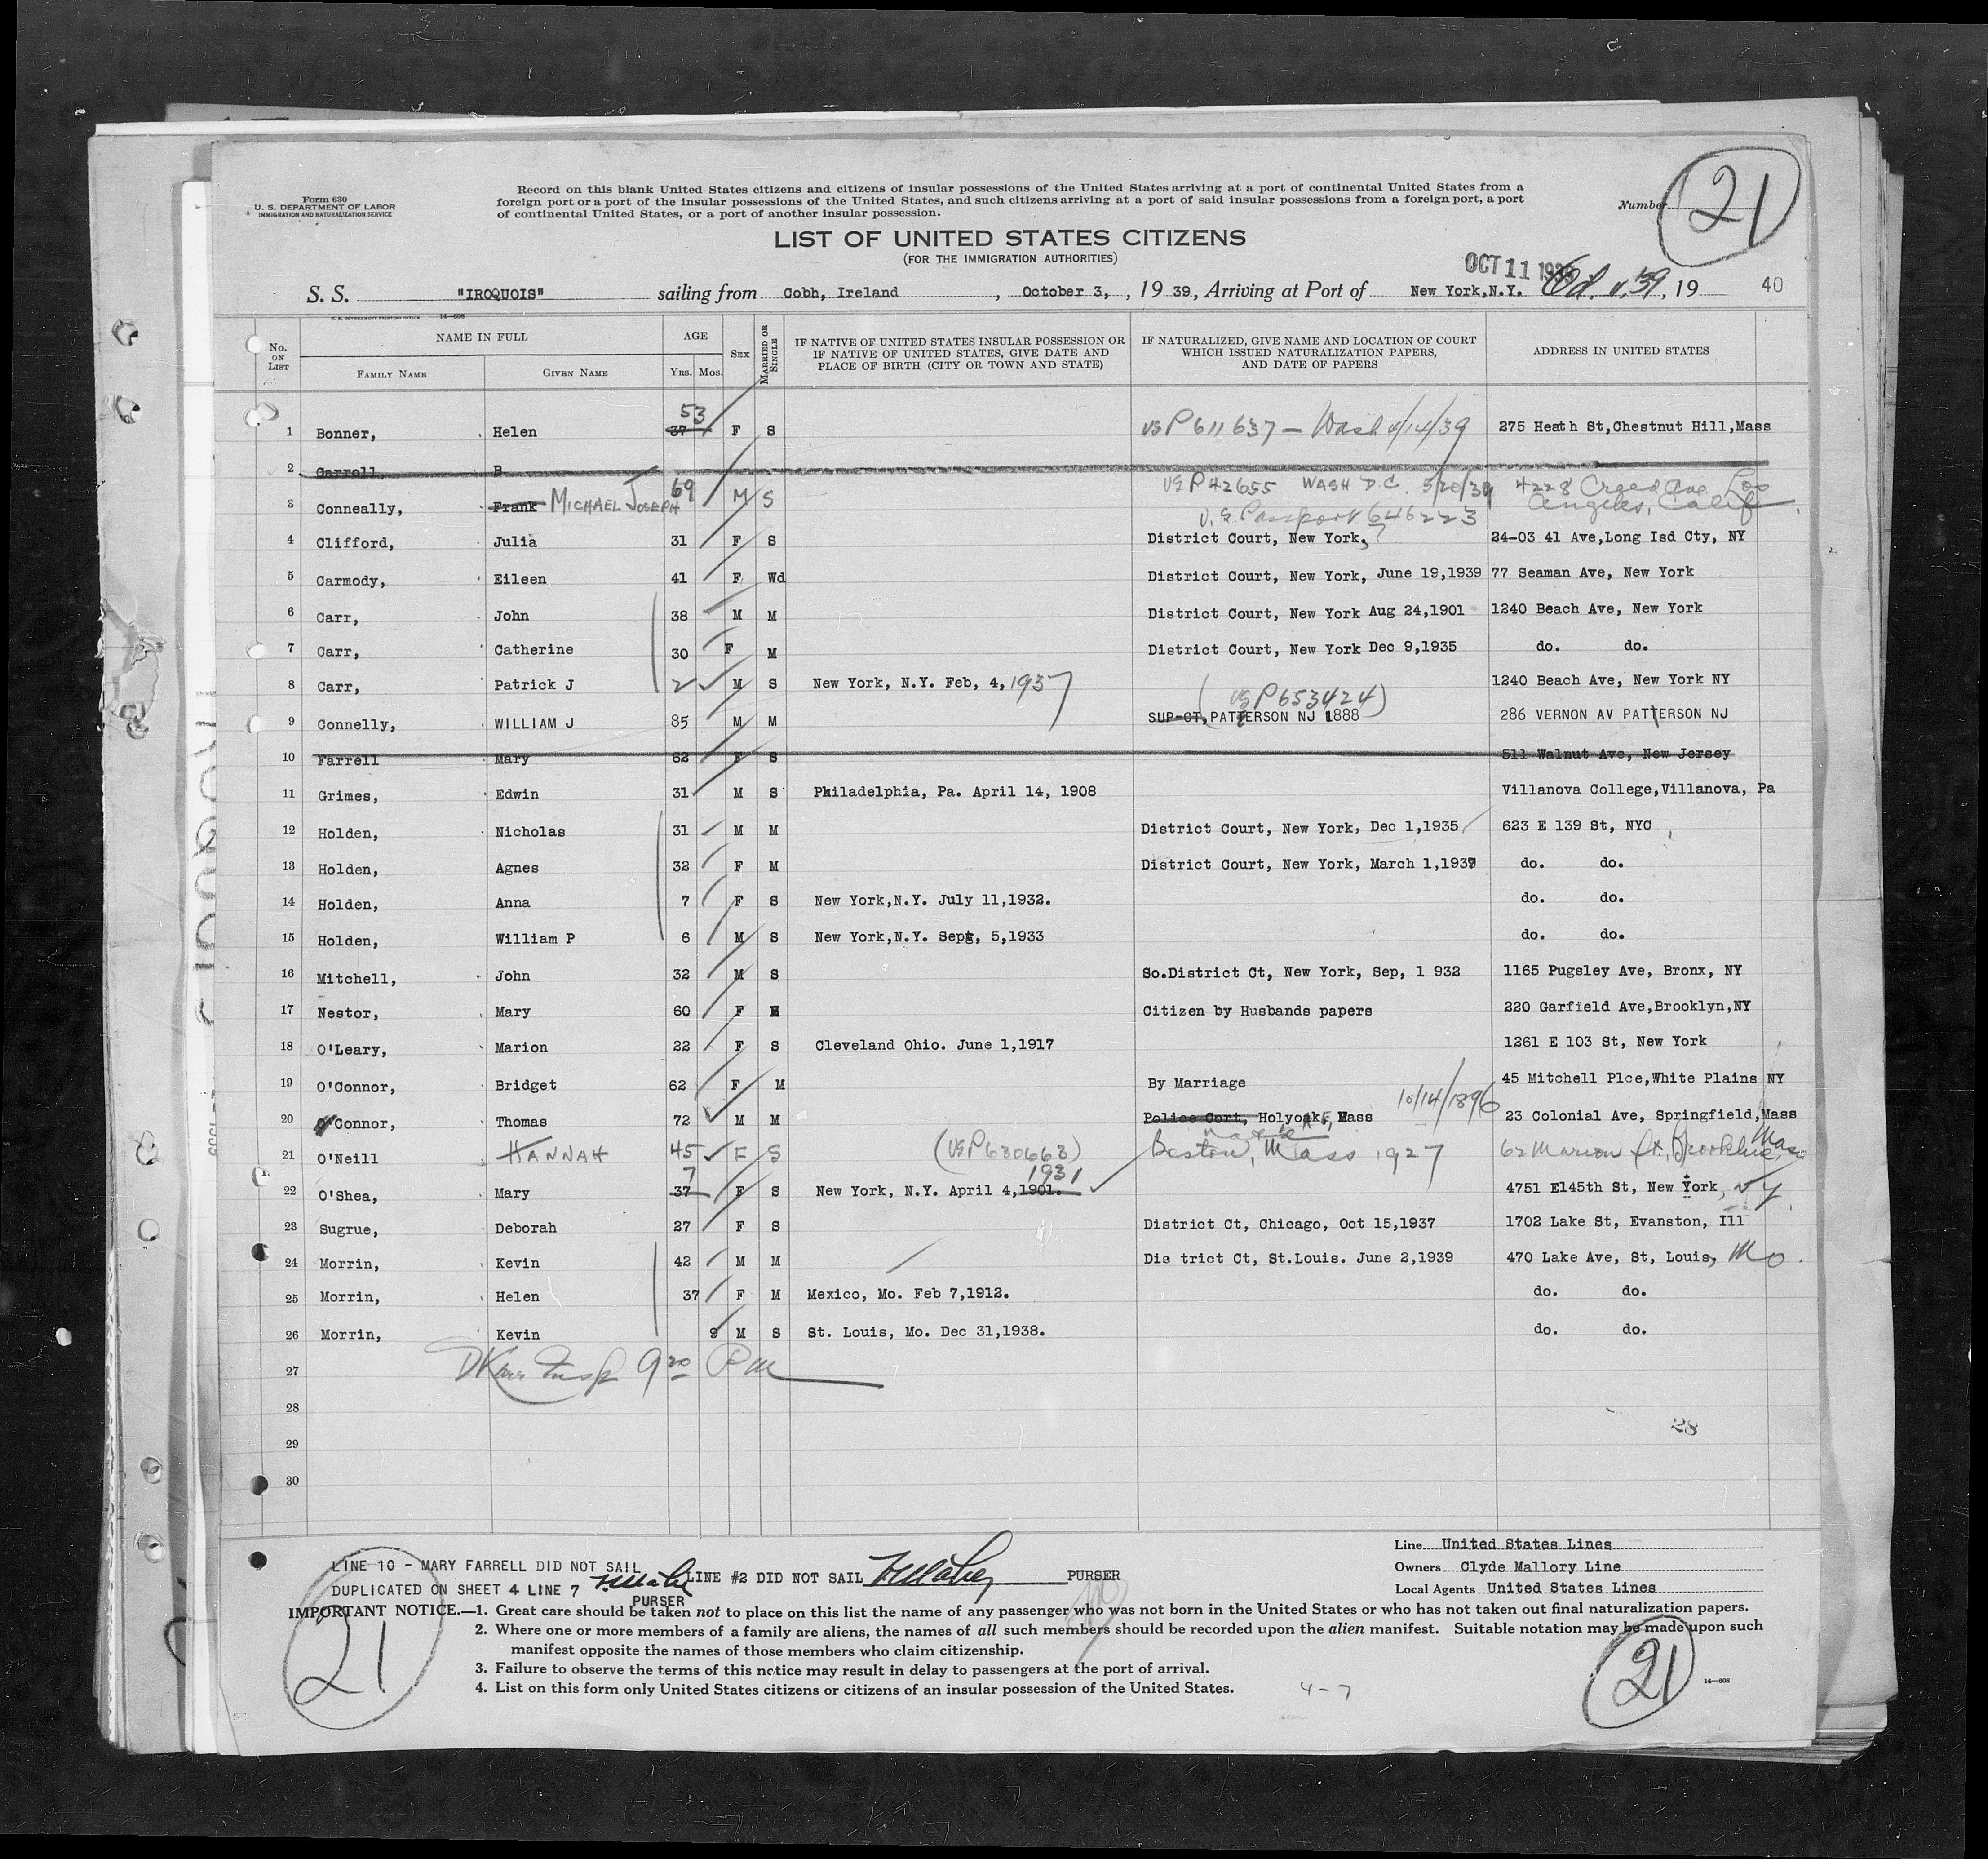 Form 630
U. S. DEPARTMENT OF LABOR
IMMIGRATION AND NATURALIZATION SERVICE
Record on this blank United States citizens and citizens of insular possessions of the United States arriving at a port of continental United States from a
foreign port or a port of the insular possessions of the United States, and such citizens arriving at a port of said insular possessions from a foreign port, a port
of continental United States, or a port of another insular possession.
Number 21
LIST OF UNITED STATES CITIZENS
(FOR THE IMMIGRATION AUTHORITIES)
OCT 11 1939
S. S. "IROQUOIS" sailing from Cobh, Ireland, October 3, , 19 39, Arriving at Port of New York,N.Y. , 19 40
U. S. GOVERNMENT PRINTING OFFICE 14—608
No. ON LIST
NAME IN FULL
FAMILY NAME
GIVEN NAME
AGE
YRS. MOS.
SEX
MARRIED OR SINGLE
IF NATIVE OF UNITED STATES INSULAR POSSESSION OR
IF NATIVE OF UNITED STATES, GIVE DATE AND
PLACE OF BIRTH (CITY OR TOWN AND STATE)
IF NATURALIZED, GIVE NAME AND LOCATION OF COURT
WHICH ISSUED NATURALIZATION PAPERS,
AND DATE OF PAPERS
ADDRESS IN UNITED STATES
53
1 Bonner, Helen 37 F S US P 611637 — Wash 4/14/39 275 Heath St,Chestnut Hill,Mass
2 Carroll, B
US P 42655 WASH D.C. 5/20/39 4228 Creed Ave Los
3 Conneally, Frank MICHAEL JOSEPH 69 M S Angeles, Calif.
U.S. Passport 646223
4 Clifford, Julia 31 F S District Court, New York, ? 24-03 41 Ave,Long Isd Cty, NY
5 Carmody, Eileen 41 F Wd District Court, New York, June 19,1939 77 Seaman Ave, New York
6 Carr, John 38 M M District Court, New York Aug 24,1901 1240 Beach Ave, New York
7 Carr, Catherine 30 F M District Court, New York Dec 9,1935 do. do.
8 Carr, Patrick J 2 M S New York, N.Y. Feb, 4, 1937 1240 Beach Ave, New York NY
(US P653424)
9 Connelly, WILLIAM J 85 M M SUP-CT, PATTERSON NJ 1888 286 VERNON AV PATTERSON NJ
10 Farrell Mary 62 F S 511 Walnut Ave, New Jersey
11 Grimes, Edwin 31 M S Philadelphia, Pa. April 14, 1908 Villanova College,Villanova, Pa
12 Holden, Nicholas 31 M M District Court, New York, Dec 1,1935 623 E 139 St, NYC
13 Holden, Agnes 32 F M District Court, New York, March 1,1937 do. do.
14 Holden, Anna 7 F S New York,N.Y. July 11,1932. do. do.
15 Holden, William P 6 M S New York,N.Y. Sept, 5,1933 do. do.
16 Mitchell, John 32 M S So.District Ct, New York, Sep, 1 932 1165 Pugsley Ave, Bronx, NY
17 Nestor, Mary 60 F Citizen by Husbands papers 220 Garfield Ave,Brooklyn,NY
18 O'Leary, Marion 22 F S Cleveland Ohio. June 1,1917 1261 E 103 St, New York
19 O'Connor, Bridget 62 F M By Marriage 45 Mitchell Plce,White Plains NY
20 Connor, Thomas 72 M M Police Cort, Holyoke, Mass 10/14/1896 23 Colonial Ave, Springfield,Mass
21 O'Neill HANNAH 45 F S (US P630663) Boston, Mass 1927 62 Marion St, Brookline Mass
7 1931
22 O'Shea, Mary 37 F S New York, N.Y. April 4,1901. 4751 E145th St, New York, NY
23 Sugrue, Deborah 27 F S District Ct, Chicago, Oct 15,1937 1702 Lake St, Evanston, Ill
24 Morrin, Kevin 42 M M Dis trict Ct, St.Louis. June 2,1939 470 Lake Ave, St, Louis, Mo.
25 Morrin, Helen 37 F M Mexico, Mo. Feb 7,1912. do. do.
26 Morrin, Kevin 9 M S St. Louis, Mo. Dec 31,1938. do. do.
27 Insp 9 20 PM
28
28
29
30
LINE 10 - MARY FARRELL DID NOT SAIL
DUPLICATED ON SHEET 4 LINE 7
PURSER
LINE #2 DID NOT SAIL PURSER
Line United States Lines
Owners Clyde Mallory Line
Local Agents United States Lines
IMPORTANT NOTICE.—1. Great care should be taken not to place on this list the name of any passenger who was not born in the United States or who has not taken out final naturalization papers.
2. Where one or more members of a family are aliens, the names of all such members should be recorded upon the alien manifest. Suitable notation may be made upon such
manifest opposite the names of those members who claim citizenship.
3. Failure to observe the terms of this notice may result in delay to passengers at the port of arrival.
4. List on this form only United States citizens or citizens of an insular possession of the United States.
4-7
21
21
14—608